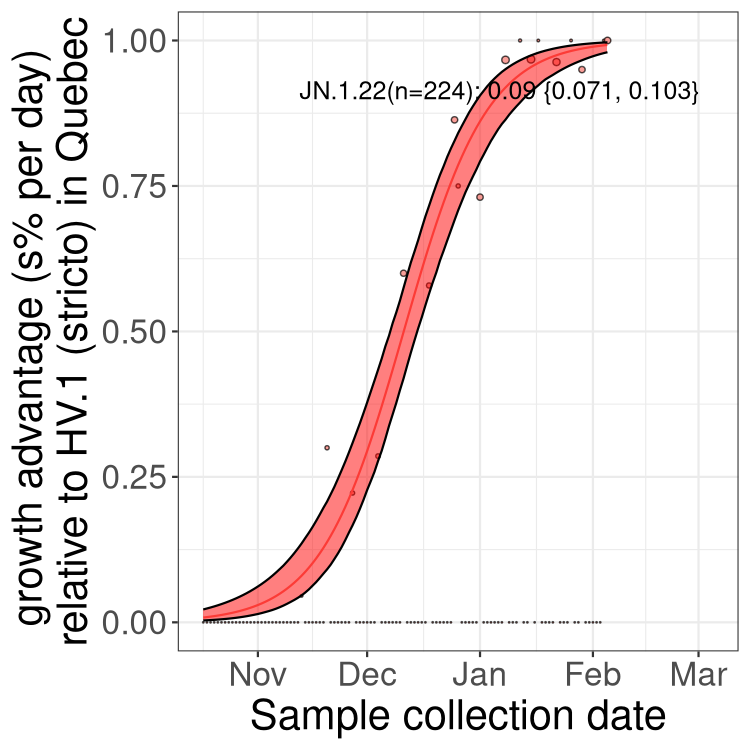 growth advantage (s% per day)
relative to HV.1 (stricto) in Quebec
1.00
JN.1.22(n=224): 0.09 {0.071, 0.103}
0.75
0.50
0.25
0.00
Nov Dec Jan Feb Mar
Sample collection date